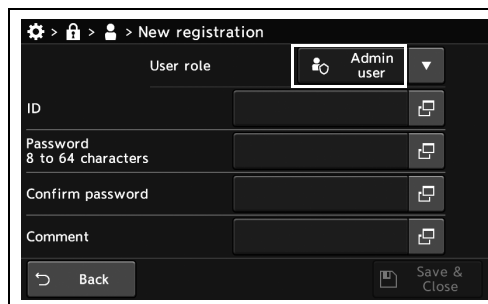 > > > New registration
User role
Admin
user
ID
Password
8 to 64 characters
Confirm password
Comment
Back
Save &
Close